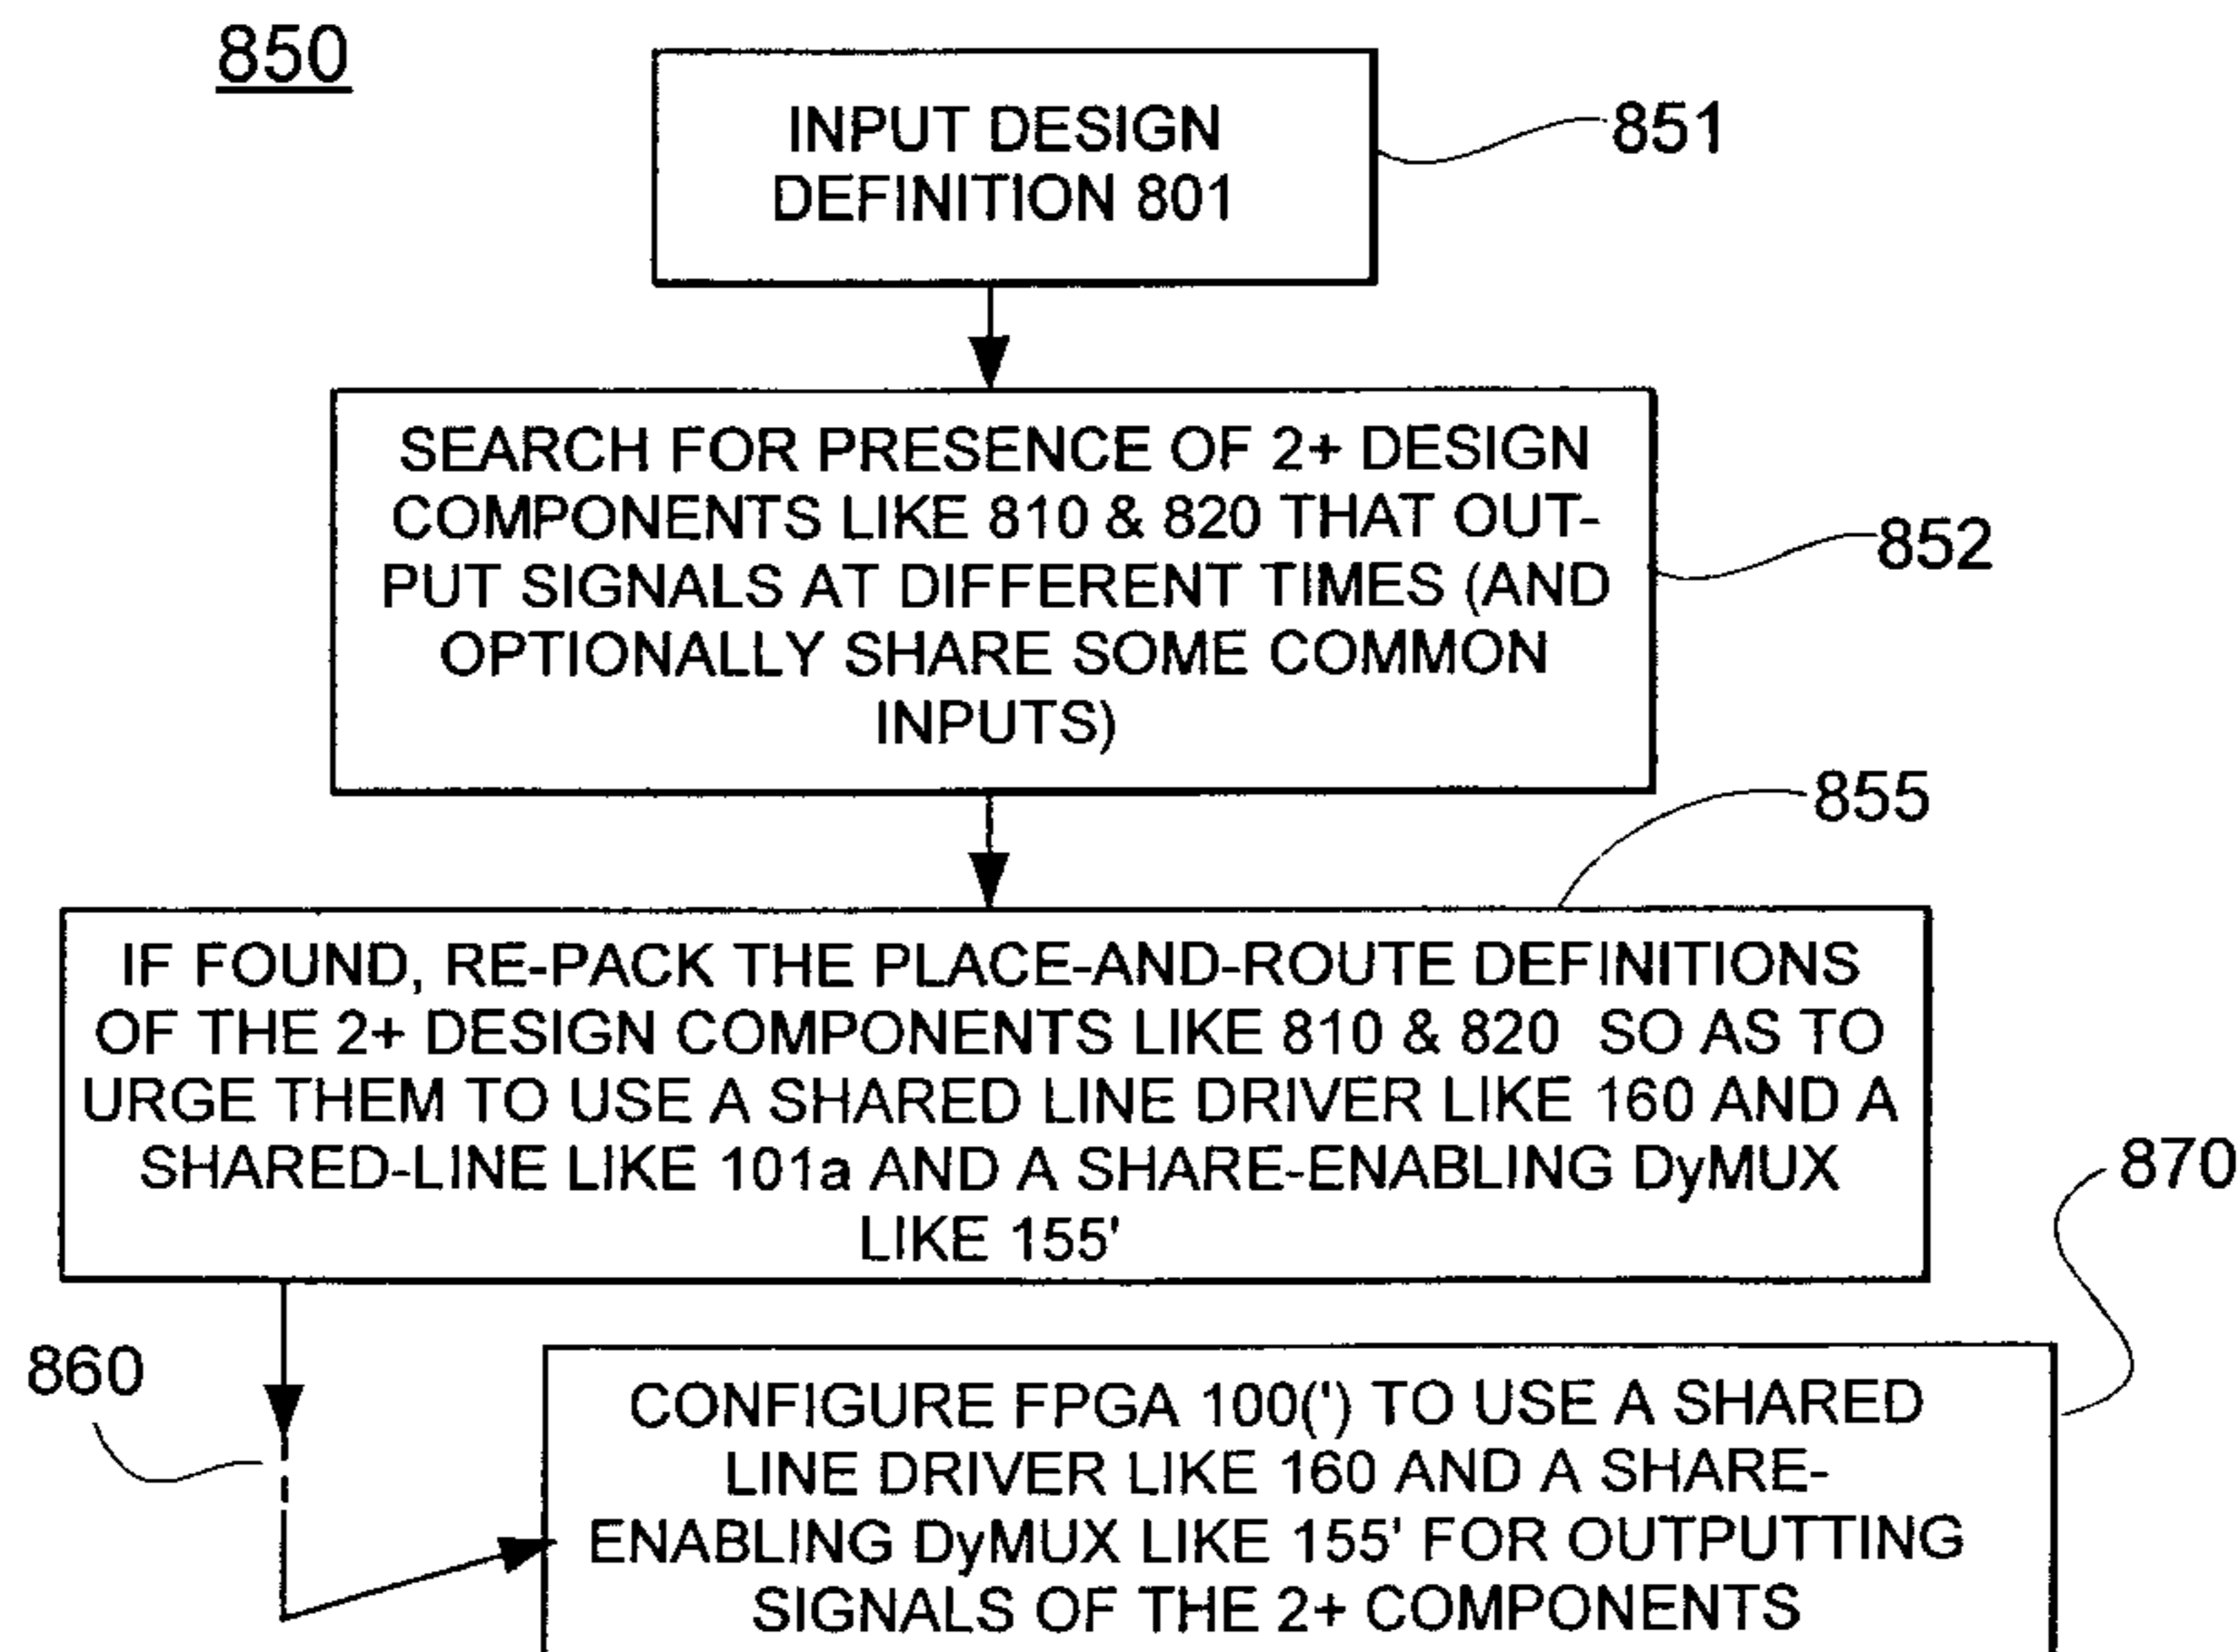 850
INPUT DESIGN
DEFINITION 801
851
SEARCH FOR PRESENCE OF 2+ DESIGN
COMPONENTS LIKE 810 & 820 THAT OUT-
PUT SIGNALS AT DIFFERENT TIMES (AND
OPTIONALLY SHARE SOME COMMON
INPUTS)
852
855
IF FOUND, RE-PACK THE PLACE-AND-ROUTE DEFINITIONS
OF THE 2+ DESIGN COMPONENTS LIKE 810 & 820 SO AS TO
URGE THEM TO USE A SHARED LINE DRIVER LIKE 160 AND A
SHARED-LINE LIKE 101a AND A SHARE-ENABLING DyMUX
LIKE 155'
870
860
CONFIGURE FPGA 100(') TO USE A SHARED
LINE DRIVER LIKE 160 AND A SHARE-
ENABLING DyMUX LIKE 155' FOR OUTPUTTING
SIGNALS OF THE 2+ COMPONENTS